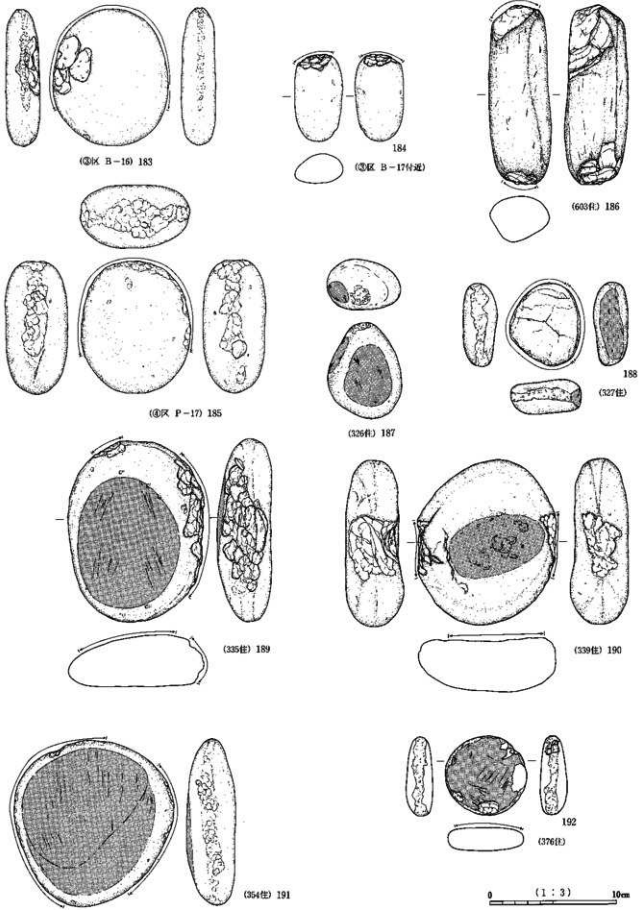 (③区 B-16) 183
184
(③区 B-17付近)
(603住) 186
(④区 P-17) 185
(326住) 187
188
(327住)
(335住) 189
(339住) 190
(354住) 191
192
(376住)
0 (1:3) 10cm